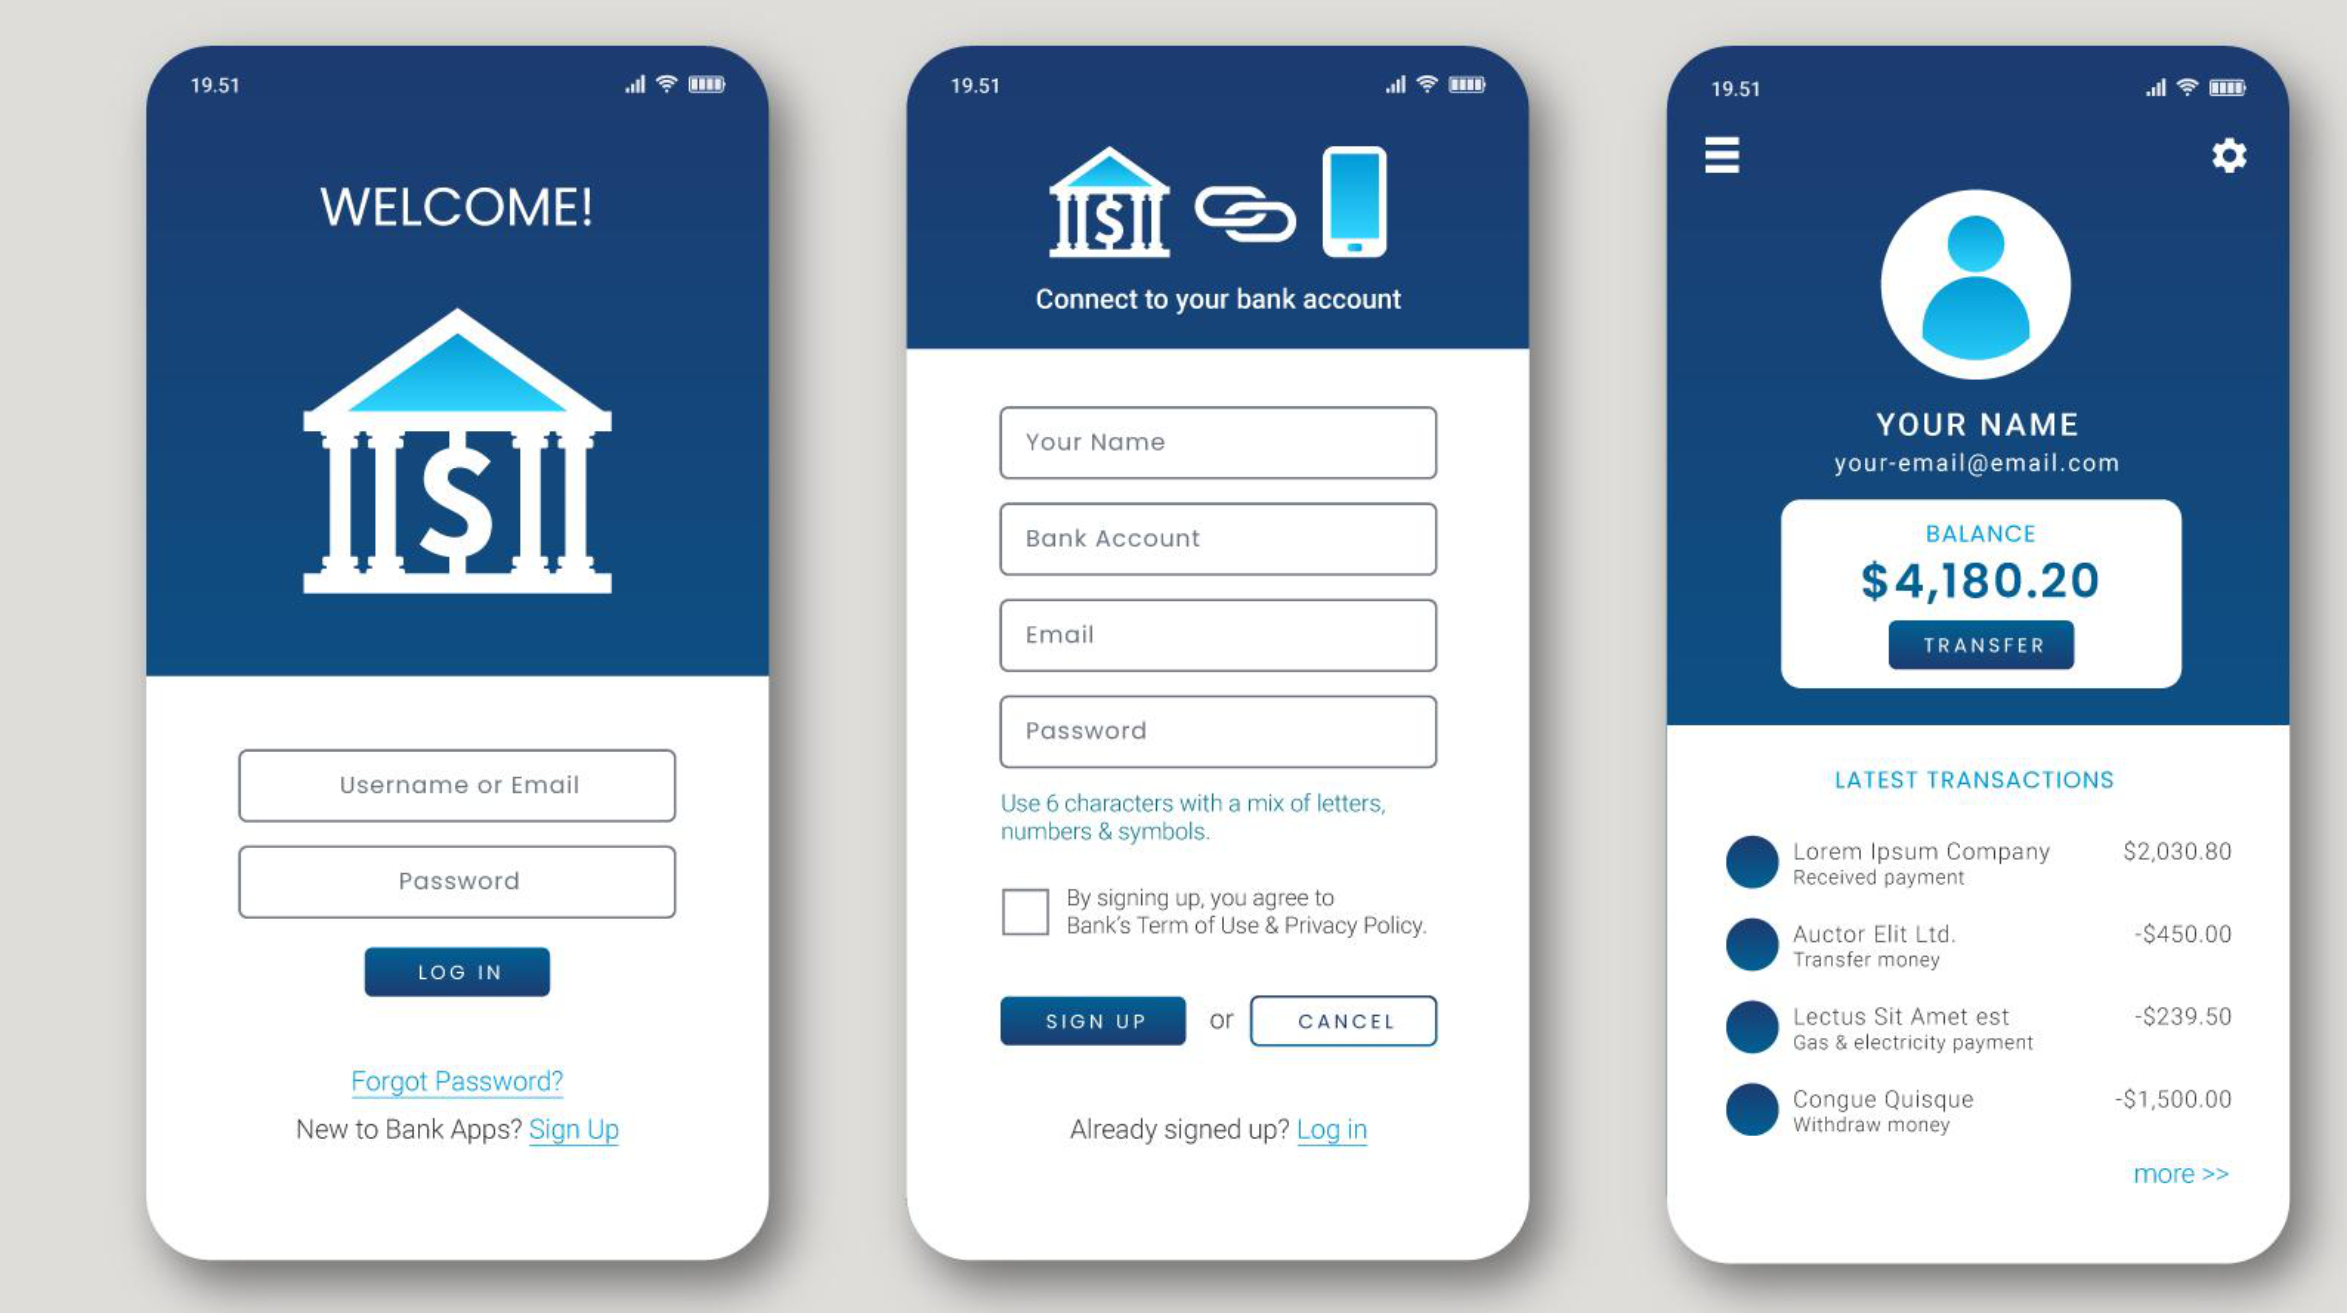 19.51
WELCOME!
$
Username or Email
Password
LOG IN
Forgot Password?
New to Bank Apps? Sign Up
19.51
$
Connect to your bank account
Your Name
Bank Account
Email
Password
Use 6 characters with a mix of letters,
numbers & symbols.
By signing up, you agree to
Bank's Term of Use & Privacy Policy.
SIGN UP or CANCEL
Already signed up? Log in
19.51
YOUR NAME
your-email@email.com
BALANCE
$4,180.20
TRANSFER
LATEST TRANSACTIONS
Lorem Ipsum Company $2,030.80
Received payment
Auctor Elit Ltd. -$450.00
Transfer money
Lectus Sit Amet est -$239.50
Gas & electricity payment
Congue Quisque -$1,500.00
Withdraw money
more >>